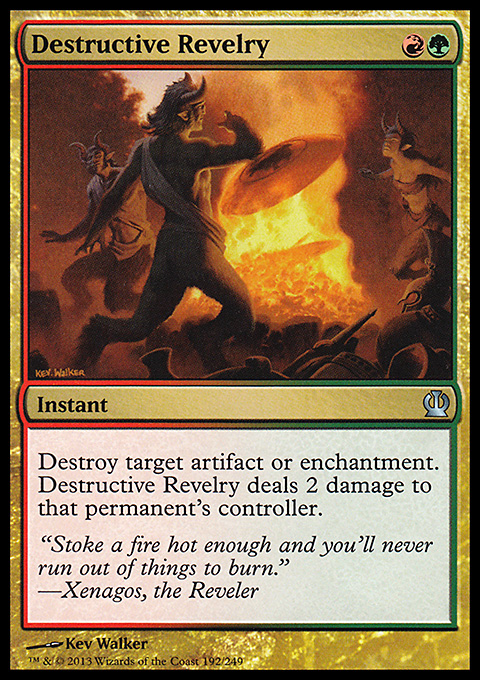 Destructive Revelry
KEV. WALKER
Instant
Destroy target artifact or enchantment.
Destructive Revelry deals 2 damage to
that permanent's controller.
"Stoke a fire hot enough and you'll never
run out of things to burn."
—Xenagos, the Reveler
Kev Walker
™ & © 2013 Wizards of the Coast 192/249